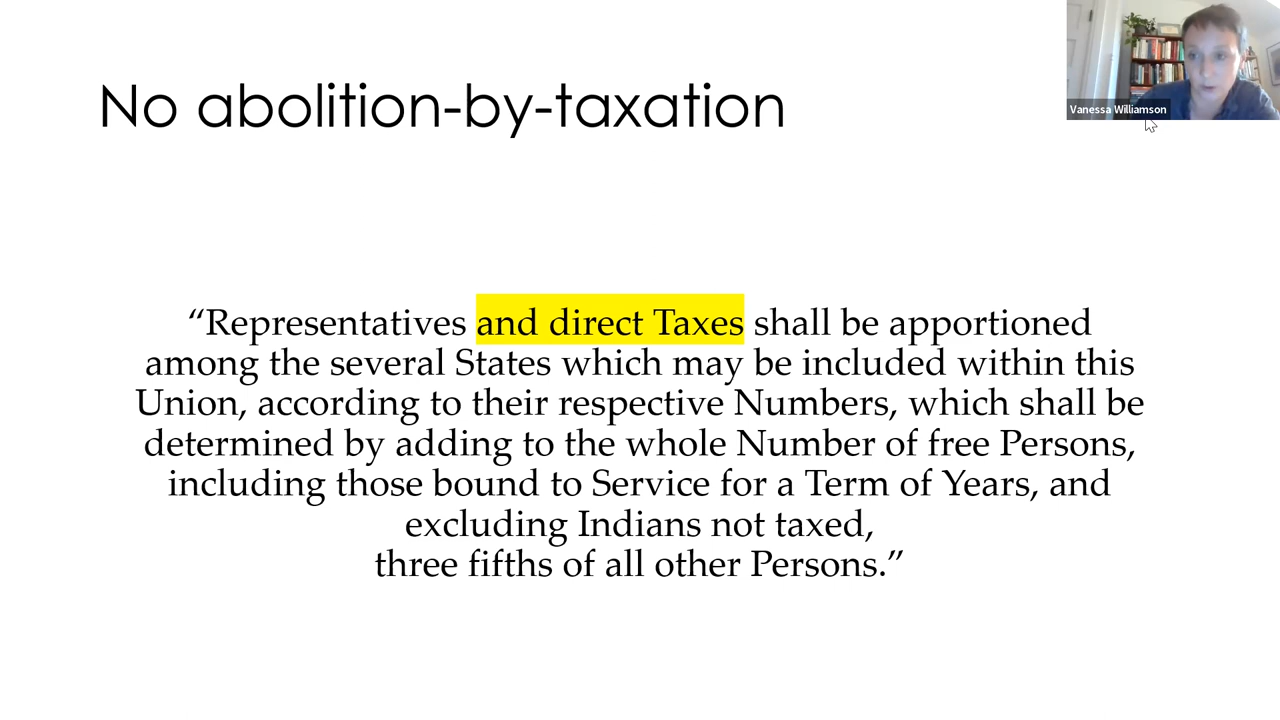 No abolition-by-taxation
Vanessa Williamson
“Representatives and direct Taxes shall be apportioned
among the several States which may be included within this
Union, according to their respective Numbers, which shall be
determined by adding to the whole Number of free Persons,
including those bound to Service for a Term of Years, and
excluding Indians not taxed,
three fifths of all other Persons.”